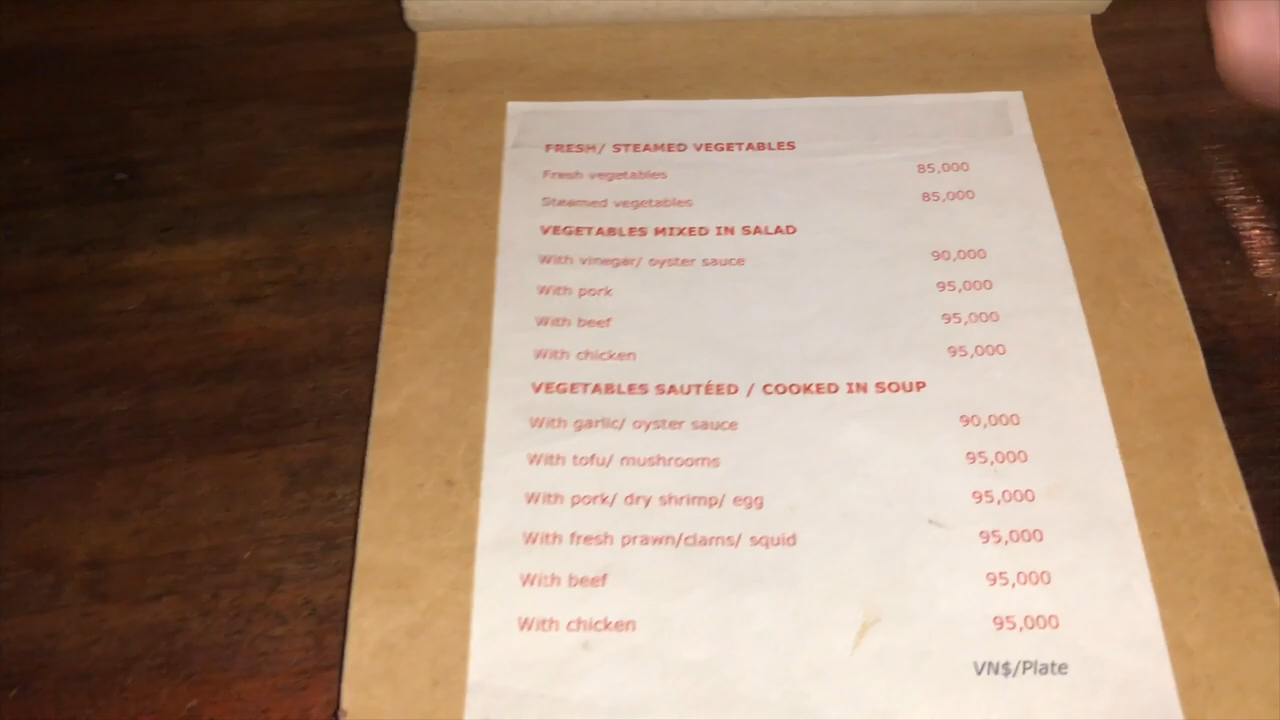 FRESH/ STEAMED VEGETABLES
Fresh vegetables 85,000
Steamed vegetables 85,000
VEGETABLES MIXED IN SALAD
With vinegar/ oyster sauce 90,000
With pork 95,000
With beef 95,000
With chicken 95,000
VEGETABLES SAUTÉED / COOKED IN SOUP
With garlic/ oyster sauce 90,000
With tofu/ mushrooms 95,000
With pork/ dry shrimp/ egg 95,000
With fresh prawn/clams/ squid 95,000
With beef 95,000
With chicken 95,000
VN$/Plate